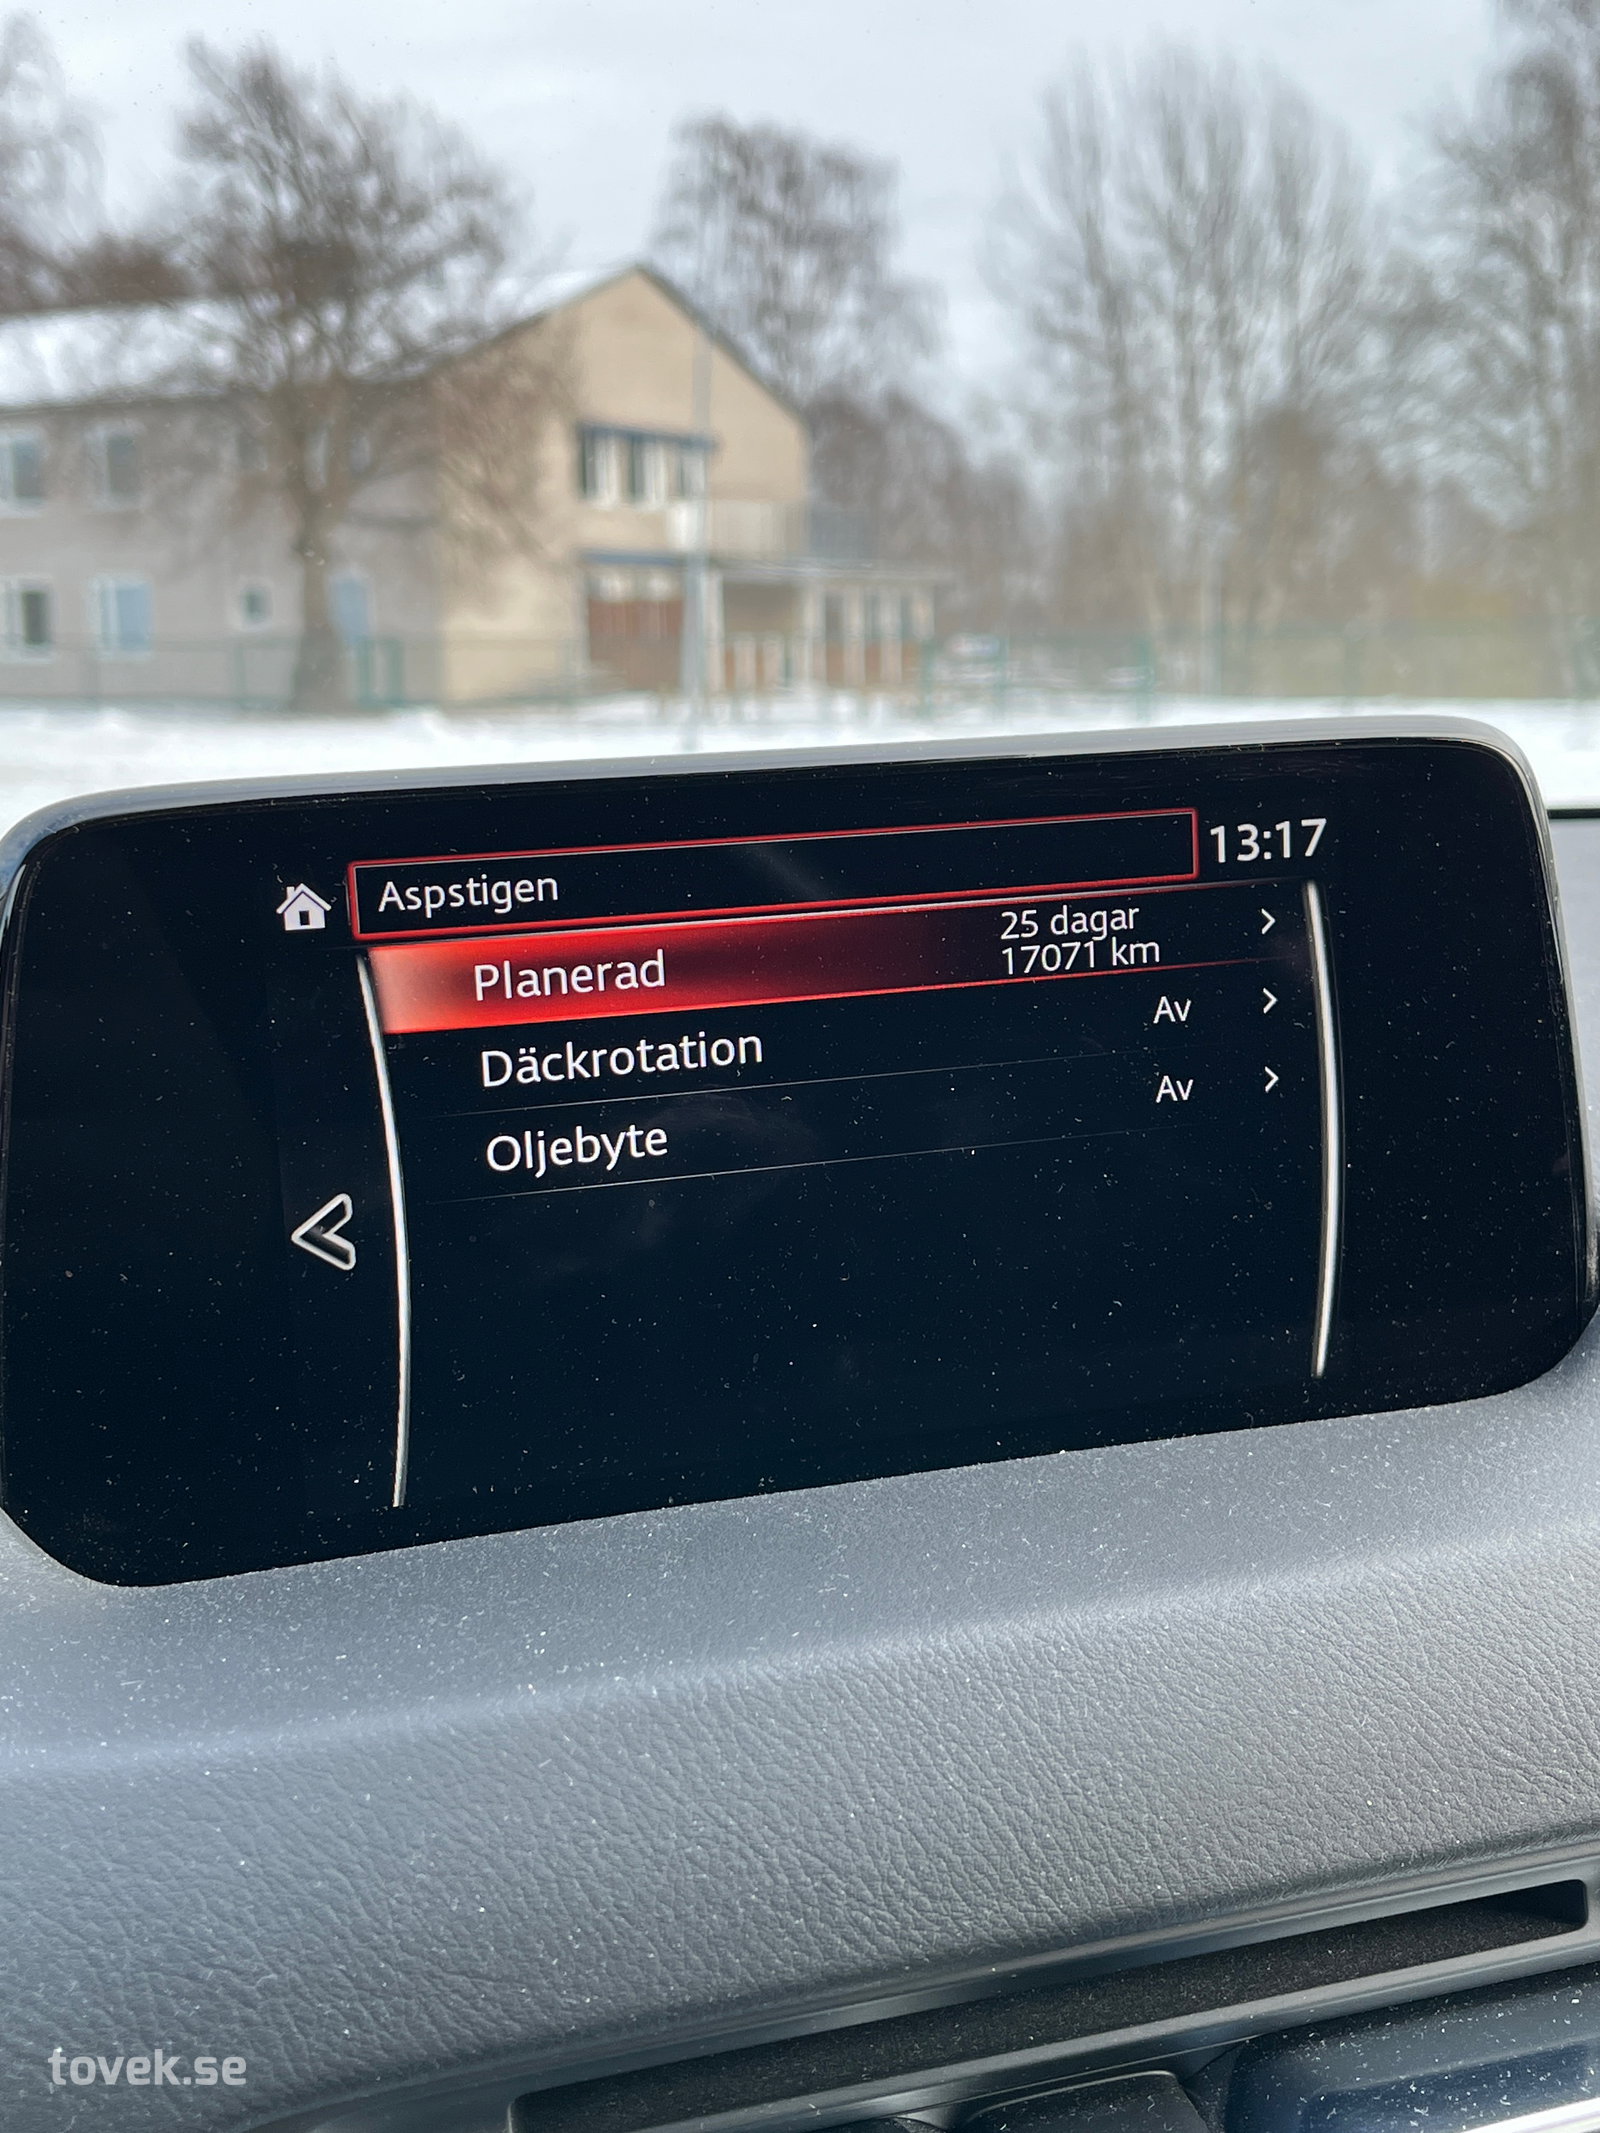 Aspstigen
13:17
Planerad
25 dagar
17071 km
Däckrotation
Av
Oljebyte
Av
tovek.se